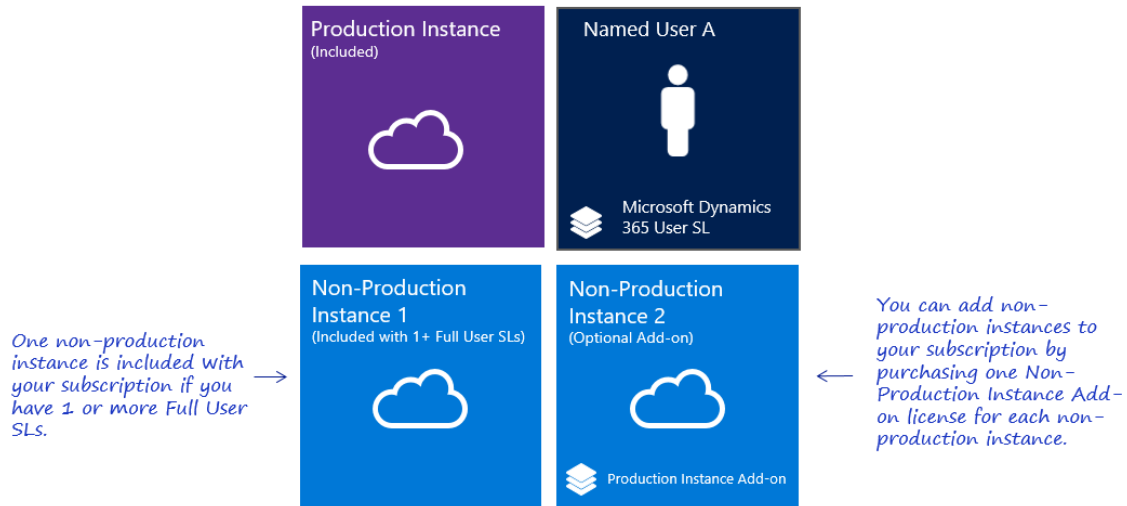 Production Instance
(Included)
Named User A
Microsoft Dynamics
365 User SL
One non-production
instance is included with
your subscription if you
have 1 or more Full User
SLs.
Non-Production
Instance 1
(Included with 1+ Full User SLs)
Non-Production
Instance 2
(Optional Add-on)
Production Instance Add-on
You can add non-
production instances to
your subscription by
purchasing one Non-
Production Instance Add-
on license for each non-
production instance.